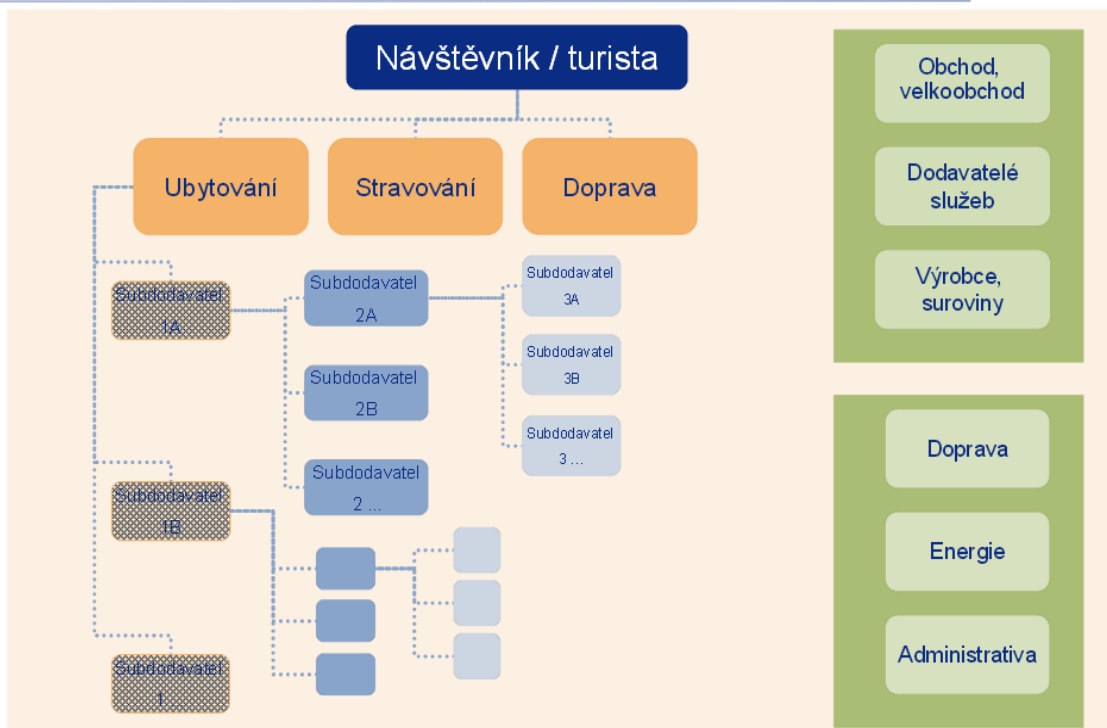 Návštěvník / turista
Ubytování
Stravování
Doprava
Subdodavatel
1A
Subdodavatel
2A
Subdodavatel
3A
Subdodavatel
3B
Subdodavatel
2B
Subdodavatel
3 ...
Subdodavatel
2 ...
Subdodavatel
1B
Subdodavatel
1 ...
Obchod,
velkoobchod
Dodavatelé
služeb
Výrobce,
suroviny
Doprava
Energie
Administrativa